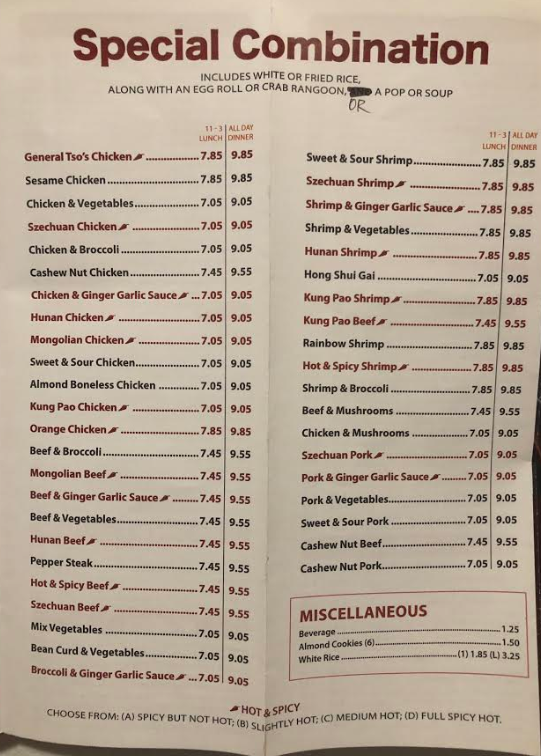 Special Combination
INCLUDES WHITE OR FRIED RICE,
ALONG WITH AN EGG ROLL OR CRAB RANGOON, A POP OR SOUP
OR
11 - 3 ALL DAY
LUNCH DINNER
General Tso's Chicken 7.85 9.85
Sesame Chicken 7.85 9.85
Chicken & Vegetables 7.05 9.05
Szechuan Chicken 7.05 9.05
Chicken & Broccoli 7.05 9.05
Cashew Nut Chicken 7.45 9.55
Chicken & Ginger Garlic Sauce 7.05 9.05
Hunan Chicken 7.05 9.05
Mongolian Chicken 7.05 9.05
Sweet & Sour Chicken 7.05 9.05
Almond Boneless Chicken 7.05 9.05
Kung Pao Chicken 7.05 9.05
Orange Chicken 7.85 9.85
Beef & Broccoli 7.45 9.55
Mongolian Beef 7.45 9.55
Beef & Ginger Garlic Sauce 7.45 9.55
Beef & Vegetables 7.45 9.55
Hunan Beef 7.45 9.55
Pepper Steak 7.45 9.55
Hot & Spicy Beef 7.45 9.55
Szechuan Beef 7.45 9.55
Mix Vegetables 7.05 9.05
Bean Curd & Vegetables 7.05 9.05
Broccoli & Ginger Garlic Sauce 7.05 9.05
11 - 3 ALL DAY
LUNCH DINNER
Sweet & Sour Shrimp 7.85 9.85
Szechuan Shrimp 7.85 9.85
Shrimp & Ginger Garlic Sauce 7.85 9.85
Shrimp & Vegetables 7.85 9.85
Hunan Shrimp 7.85 9.85
Hong Shui Gai 7.05 9.05
Kung Pao Shrimp 7.85 9.85
Kung Pao Beef 7.45 9.55
Rainbow Shrimp 7.85 9.85
Hot & Spicy Shrimp 7.85 9.85
Shrimp & Broccoli 7.85 9.85
Beef & Mushrooms 7.45 9.55
Chicken & Mushrooms 7.05 9.05
Szechuan Pork 7.05 9.05
Pork & Ginger Garlic Sauce 7.05 9.05
Pork & Vegetables 7.05 9.05
Sweet & Sour Pork 7.05 9.05
Cashew Nut Beef 7.45 9.55
Cashew Nut Pork 7.05 9.05
MISCELLANEOUS
Beverage 1.25
Almond Cookies (6) 1.50
White Rice (1) 1.85 (L) 3.25
HOT & SPICY
CHOOSE FROM: (A) SPICY BUT NOT HOT; (B) SLIGHTLY HOT; (C) MEDIUM HOT; (D) FULL SPICY HOT.